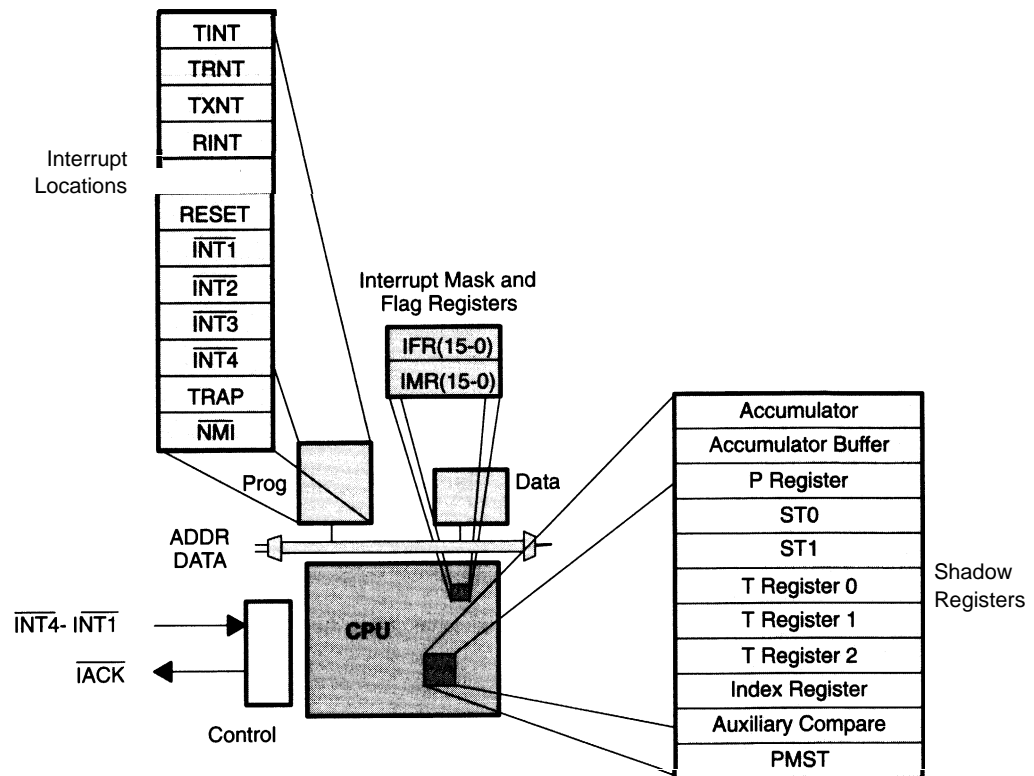 TINT
TRNT
TXNT
RINT
Interrupt
Locations
RESET
INT1
INT2
INT3
INT4
TRAP
NMI
Interrupt Mask and
Flag Registers
IFR(15-0)
IMR(15-0)
Prog
Data
ADDR
DATA
CPU
INT4- INT1
IACK
Control
Accumulator
Accumulator Buffer
P Register
ST0
ST1
T Register 0
T Register 1
T Register 2
Index Register
Auxiliary Compare
PMST
Shadow
Registers